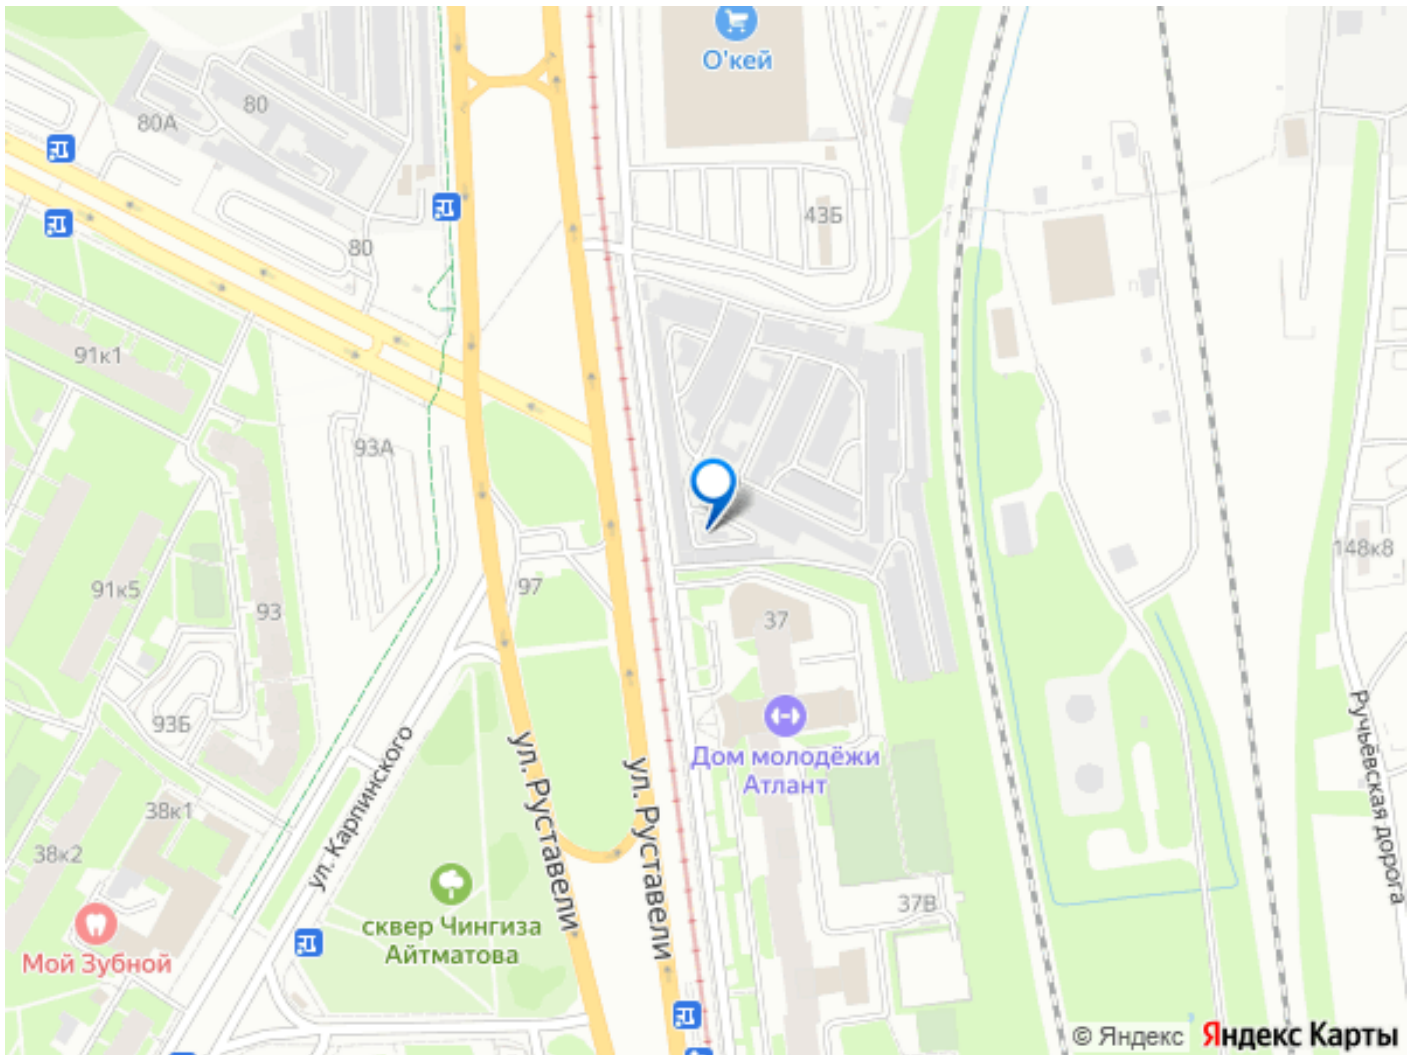 О'кей
80
80А
43Б
80
91к1
93А
148к8
91к5
97
93
37
93Б
Дом молодёжи
Атлант
ул. Карпинского
ул. Руставели
ул. Руставели
Ручьёвская дорога
38к1
38к2
37В
сквер Чингиза
Айтматова
Мой Зубной
© Яндекс Яндекс Карты